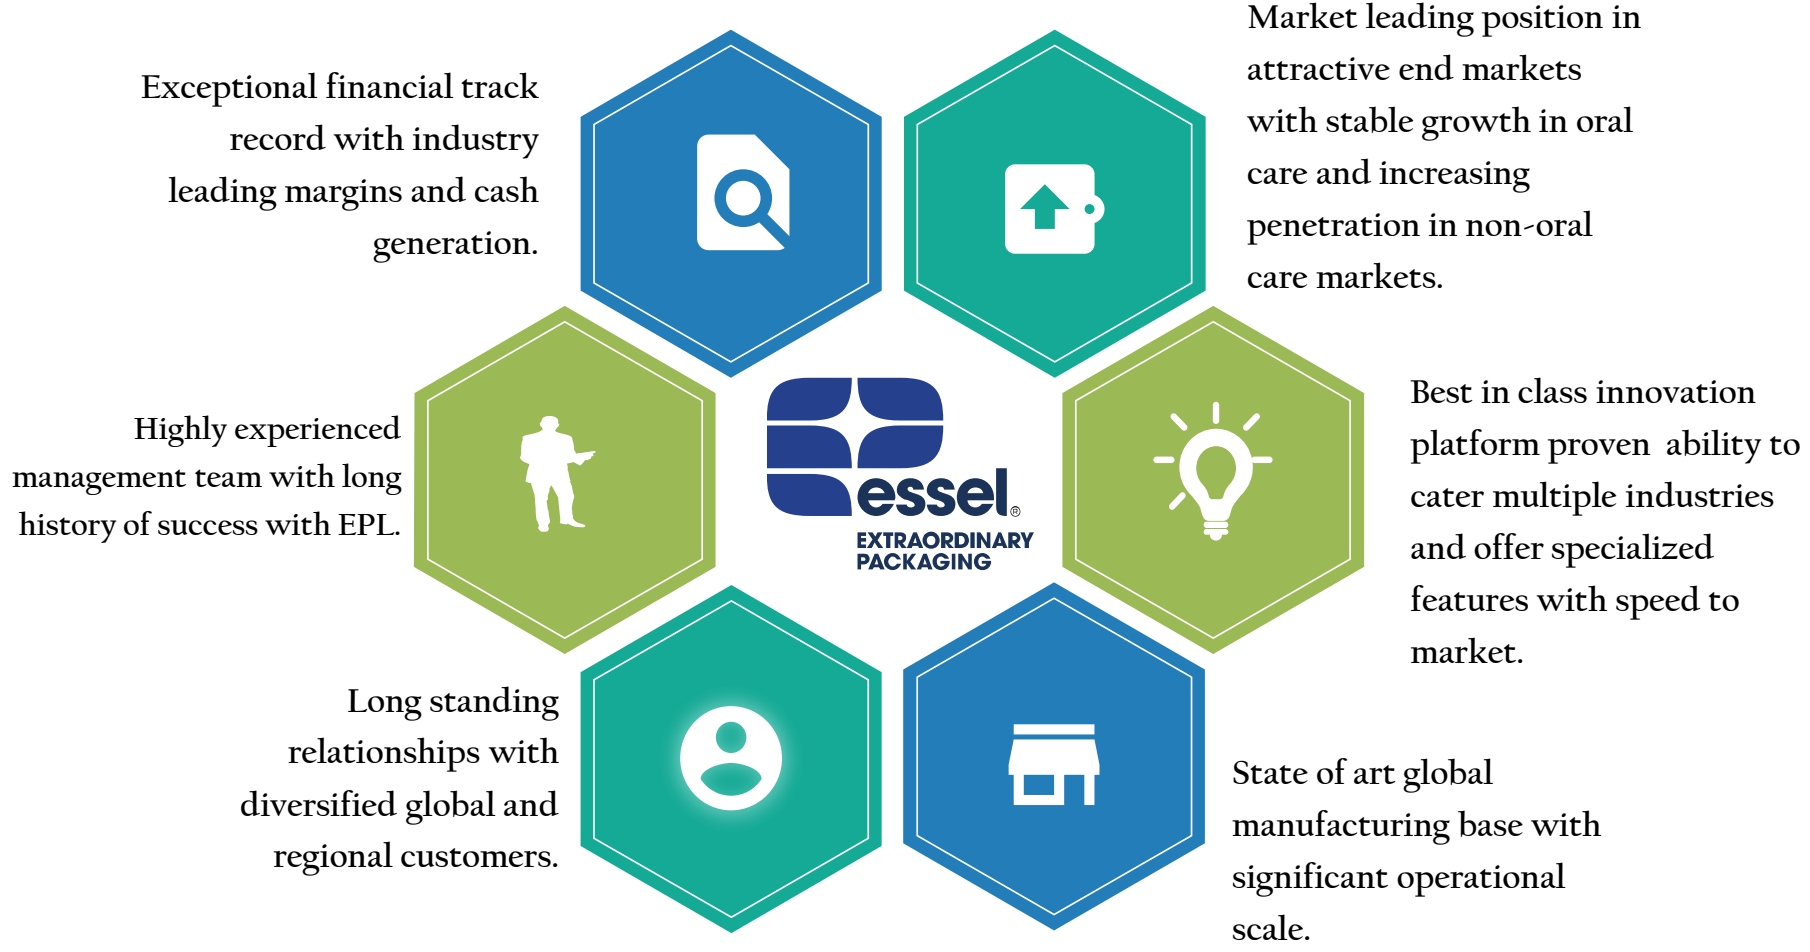 Exceptional financial track
record with industry
leading margins and cash
generation.
Market leading position in
attractive end markets
with stable growth in oral
care and increasing
penetration in non-oral
care markets.
Highly experienced
management team with long
history of success with EPL.
essel®
EXTRAORDINARY
PACKAGING
Best in class innovation
platform proven  ability to
cater multiple industries
and offer specialized
features with speed to
market.
Long standing
relationships with
diversified global and
regional customers.
State of art global
manufacturing base with
significant operational
scale.